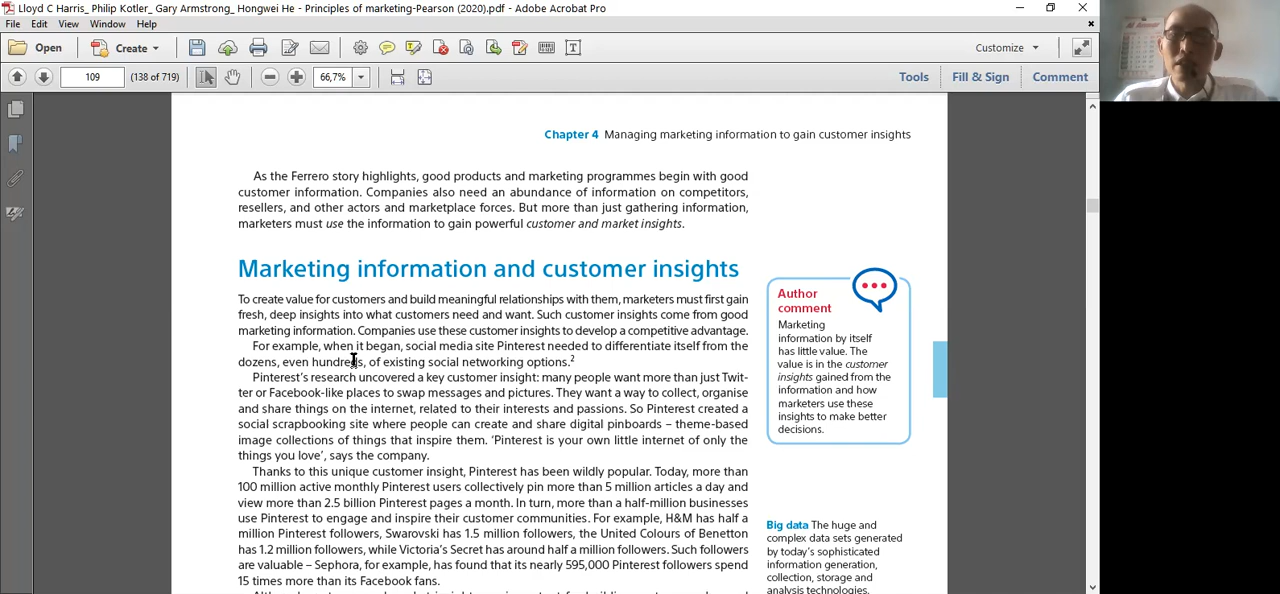 Lloyd C Harris_ Philip Kotler_ Gary Armstrong_ Hongwei He - Principles of marketing-Pearson (2020).pdf - Adobe Acrobat Pro
File Edit View Window Help
Open Create Customize
109 (138 of 719) 66,7% Tools Fill & Sign Comment
Chapter 4 Managing marketing information to gain customer insights
As the Ferrero story highlights, good products and marketing programmes begin with good
customer information. Companies also need an abundance of information on competitors,
resellers, and other actors and marketplace forces. But more than just gathering information,
marketers must use the information to gain powerful customer and market insights.
Marketing information and customer insights
To create value for customers and build meaningful relationships with them, marketers must first gain
fresh, deep insights into what customers need and want. Such customer insights come from good
marketing information. Companies use these customer insights to develop a competitive advantage.
For example, when it began, social media site Pinterest needed to differentiate itself from the
dozens, even hundreds, of existing social networking options.2
Pinterest's research uncovered a key customer insight: many people want more than just Twit-
ter or Facebook-like places to swap messages and pictures. They want a way to collect, organise
and share things on the internet, related to their interests and passions. So Pinterest created a
social scrapbooking site where people can create and share digital pinboards – theme-based
image collections of things that inspire them. 'Pinterest is your own little internet of only the
things you love', says the company.
Thanks to this unique customer insight, Pinterest has been wildly popular. Today, more than
100 million active monthly Pinterest users collectively pin more than 5 million articles a day and
view more than 2.5 billion Pinterest pages a month. In turn, more than a half-million businesses
use Pinterest to engage and inspire their customer communities. For example, H&M has half a
million Pinterest followers, Swarovski has 1.5 million followers, the United Colours of Benetton
has 1.2 million followers, while Victoria's Secret has around half a million followers. Such followers
are valuable – Sephora, for example, has found that its nearly 595,000 Pinterest followers spend
15 times more than its Facebook fans.
Author
comment
Marketing
information by itself
has little value. The
value is in the customer
insights gained from the
information and how
marketers use these
insights to make better
decisions.
Big data The huge and
complex data sets generated
by today's sophisticated
information generation,
collection, storage and
analysis technologies.